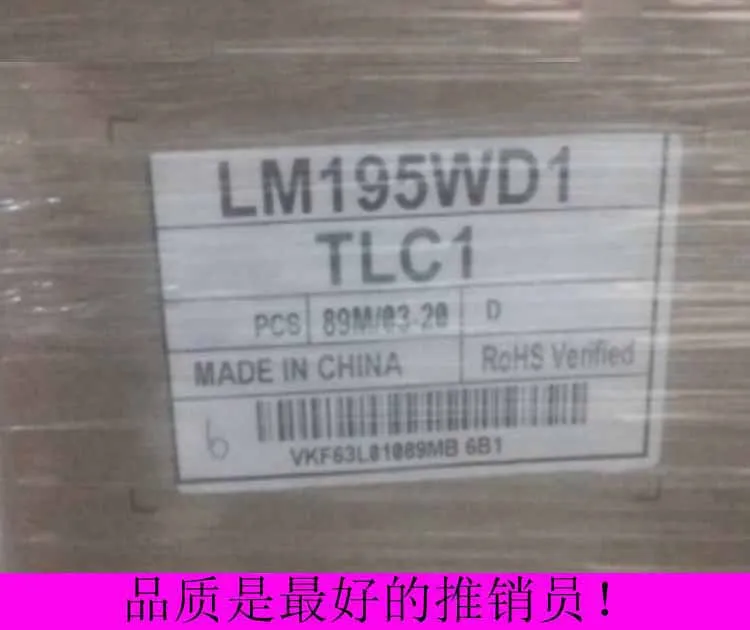 LM195WD1
TLC1
PCS 89M/03-20 D
MADE IN CHINA RoHS Verified
6 VKF63L01089MB 6B1
品质是最好的推销员！